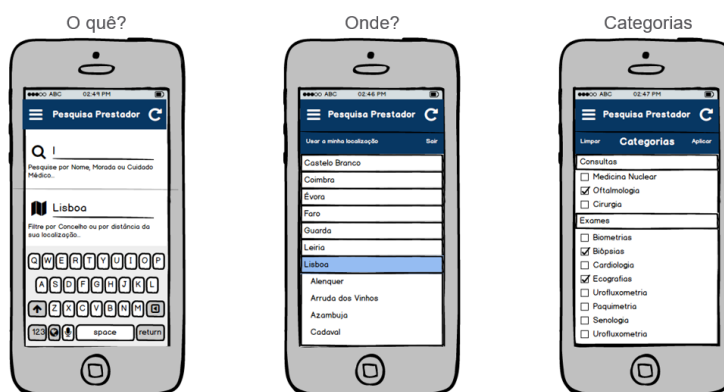 O quê?
ABC 02:49 PM
Pesquisa Prestador
Pesquise por Nome, Morada ou Cuidado
Médico..
Lisboa
Filtre por Concelho ou por distância da
sua localização..
Q W E R T Y U I O P
A S D F G H J K L
Z X C V B N M
123 space return
Onde?
ABC 02:46 PM
Pesquisa Prestador
Usar a minha localização Sair
Castelo Branco
Coimbra
Évora
Faro
Guarda
Leiria
Lisboa
Alenquer
Arruda dos Vinhos
Azambuja
Cadaval
Categorias
ABC 02:47 PM
Pesquisa Prestador
Limpar Categorias Aplicar
Consultas
Medicina Nuclear
Oftalmologia
Cirurgia
Exames
Biometrias
Biôpsias
Cardiologia
Ecografias
Urofluxometria
Paquimetria
Senologia
Urofluxometria